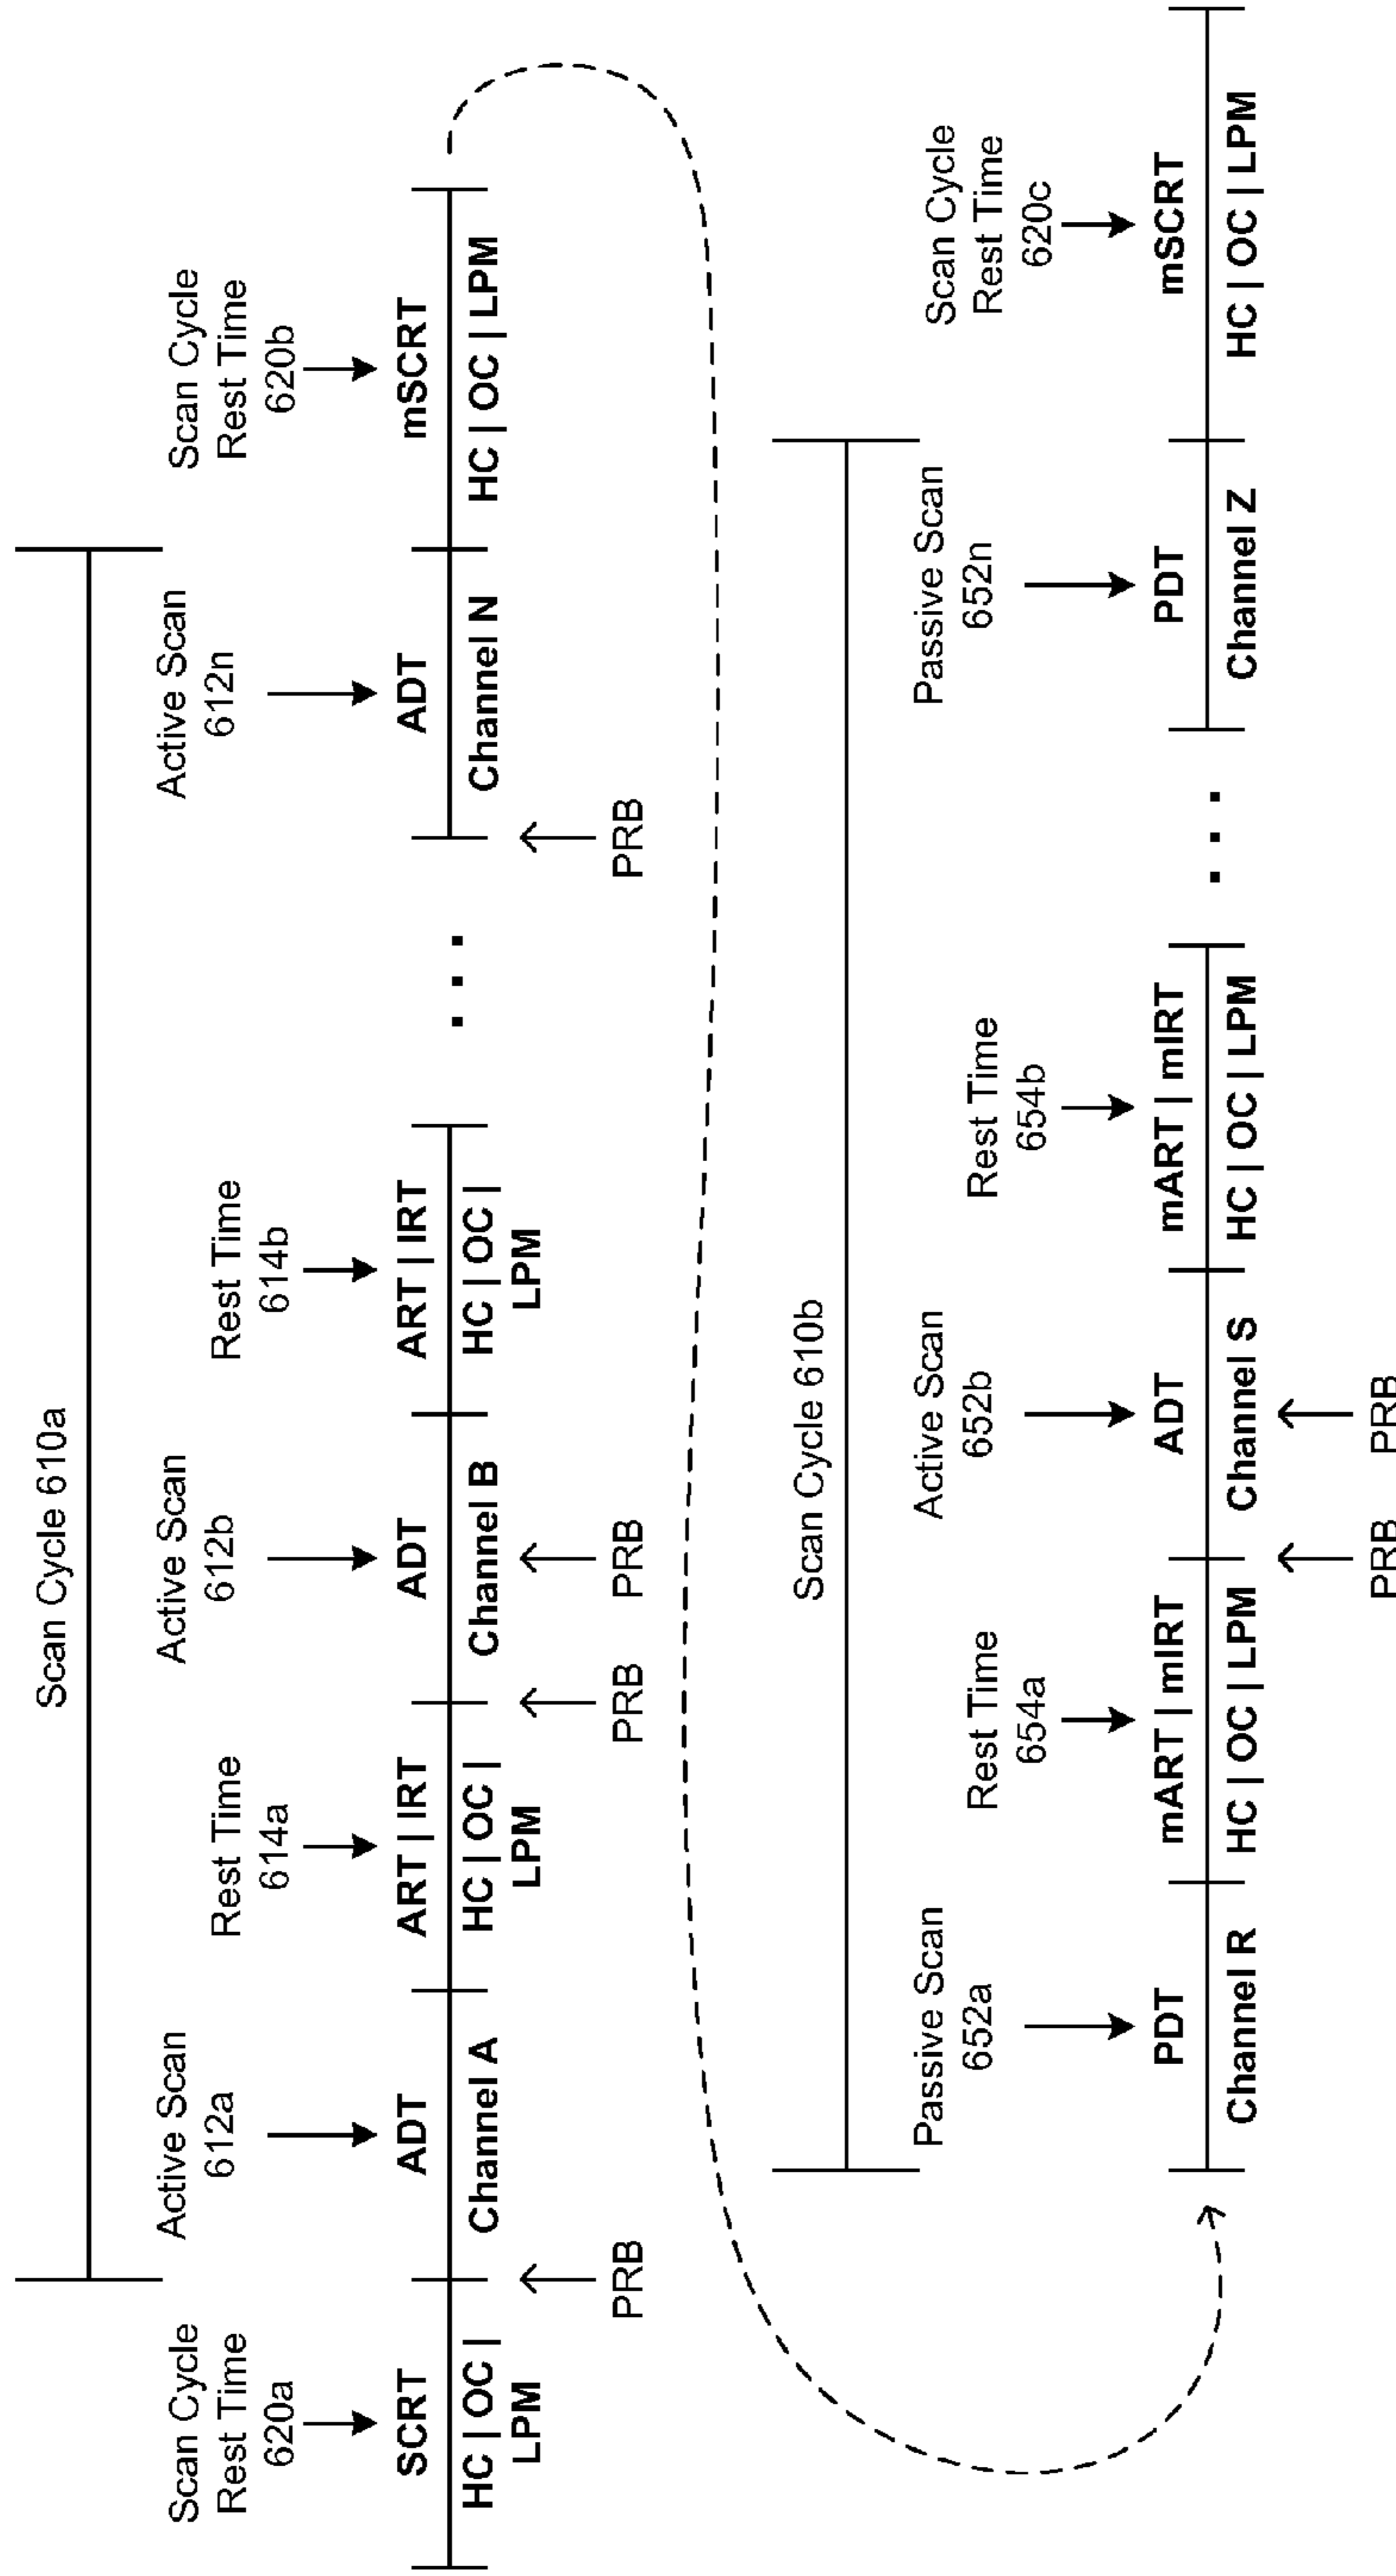 Scan Cycle 610a
Scan Cycle
Rest Time
620a
Active Scan
612a
Rest Time
614a
Active Scan
612b
Rest Time
614b
Active Scan
612n
Scan Cycle
Rest Time
620b
SCRT
ADT
ART | IRT
ADT
ART | IRT
ADT
mSCRT
HC | OC |
LPM
Channel A
HC | OC |
LPM
Channel B
HC | OC |
LPM
. . .
Channel N
HC | OC | LPM
PRB
PRB
PRB
PRB
Scan Cycle 610b
Passive Scan
652a
Rest Time
654a
Active Scan
652b
Rest Time
654b
Passive Scan
652n
Scan Cycle
Rest Time
620c
PDT
mART | mIRT
ADT
mART | mIRT
PDT
mSCRT
Channel R
HC | OC | LPM
Channel S
HC | OC | LPM
. . .
Channel Z
HC | OC | LPM
PRB
PRB